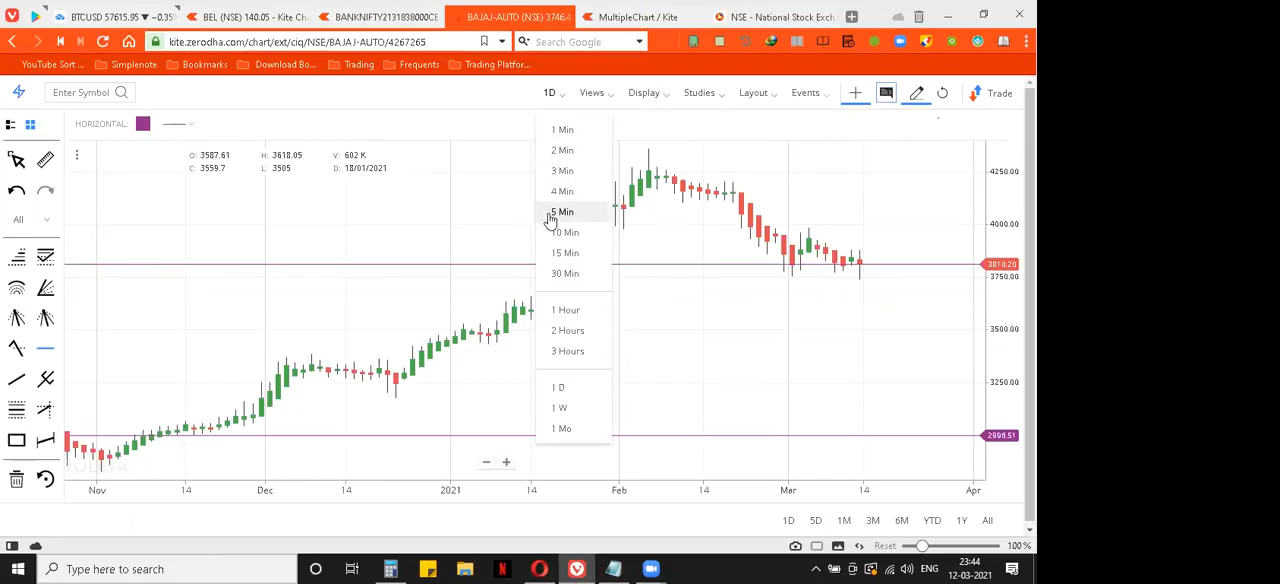 BTCUSD 57615.95 ▼ −0.35% BEL (NSE) 140.05 - Kite Cha BANKNIFTY2131838000CE BAJAJ-AUTO (NSE) 3746. MultipleChart / Kite NSE - National Stock Exch
kite.zerodha.com/chart/ext/ciq/NSE/BAJAJ-AUTO/4267265 Search Google
YouTube Sort ... Simplenote Bookmarks Download Bo... Trading Frequents Trading Platfor...
Enter Symbol 1D Views Display Studies Layout Events Trade
HORIZONTAL:
O: 3587.61 H: 3618.05 V: 602 K
C: 3559.7 L: 3505 D: 18/01/2021
All
1 Min
2 Min
3 Min
4 Min
5 Min
10 Min
15 Min
30 Min
1 Hour
2 Hours
3 Hours
1 D
1 W
1 Mo
4250.00
4000.00
3810.20
3750.00
3500.00
3250.00
2996.51
− +
Nov 14 Dec 14 2021 14 Feb 14 Mar 14 Apr
1D 5D 1M 3M 6M YTD 1Y All
Reset 100 %
Type here to search ENG 23:44
12-03-2021